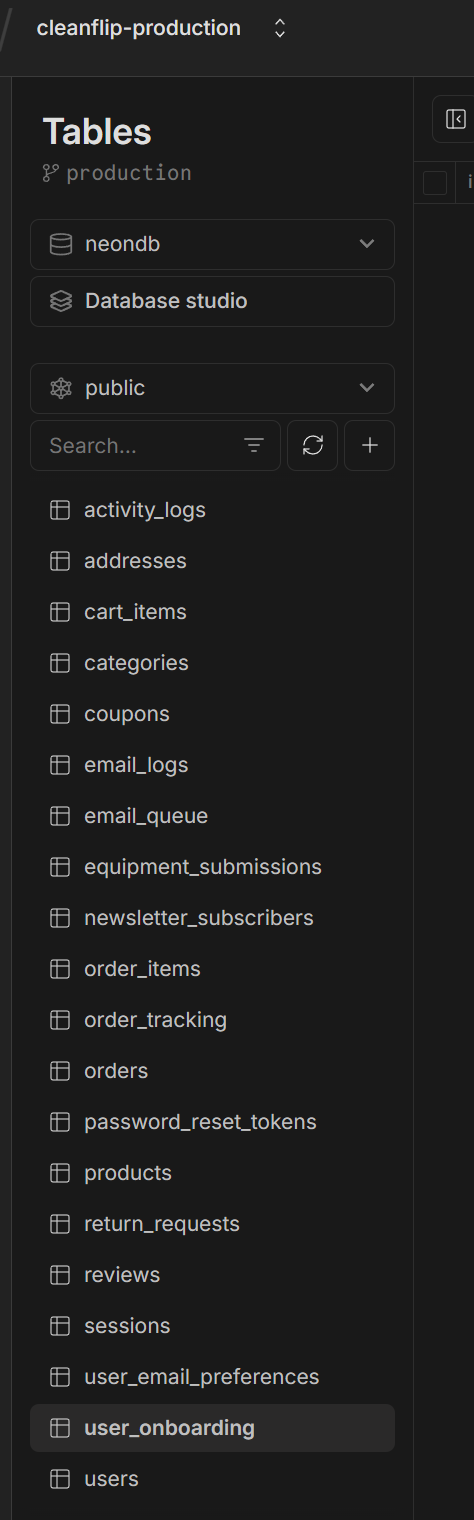 cleanflip-production
Tables
production
neondb
Database studio
public
Search...
activity_logs
addresses
cart_items
categories
coupons
email_logs
email_queue
equipment_submissions
newsletter_subscribers
order_items
order_tracking
orders
password_reset_tokens
products
return_requests
reviews
sessions
user_email_preferences
user_onboarding
users